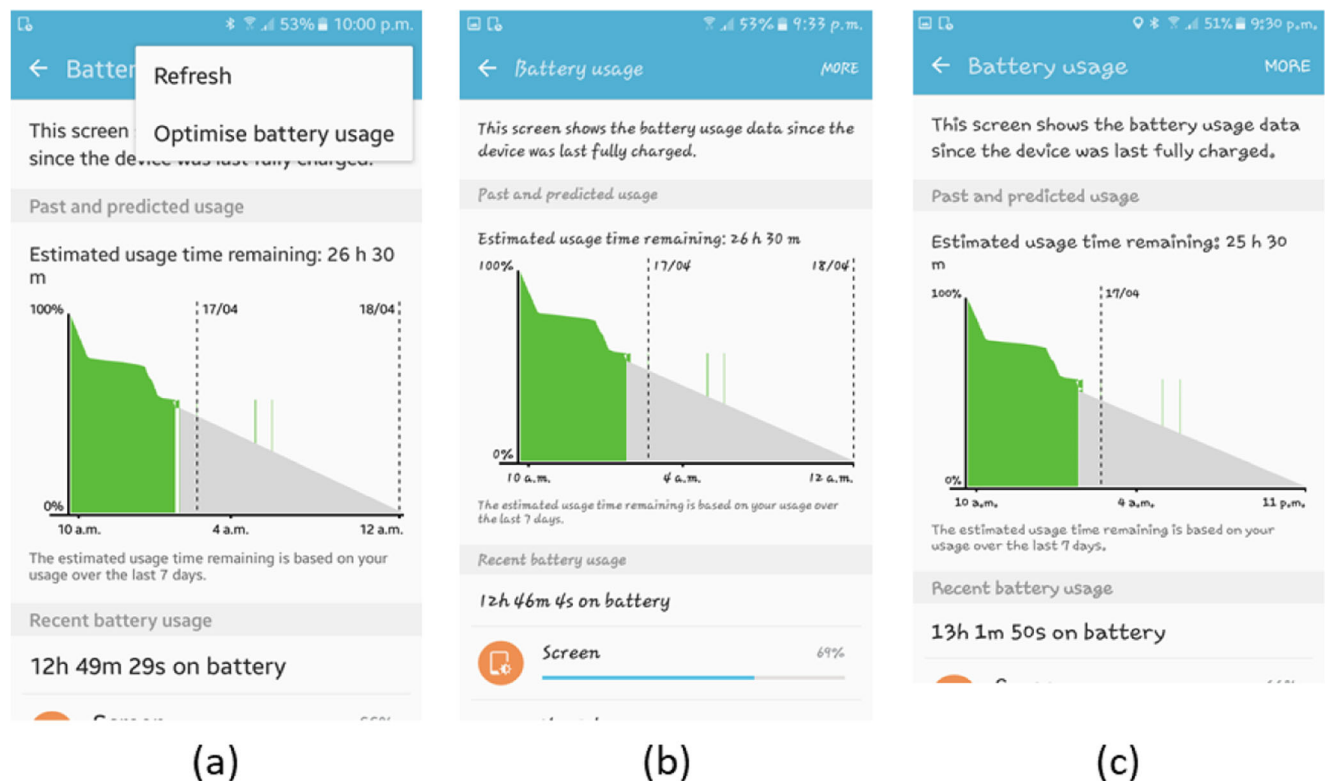 53% 10:00 p.m.
Batter
Refresh
Optimise battery usage
This screen
since the device was last fully charged.
Past and predicted usage
Estimated usage time remaining: 26 h 30
m
100%
17/04
18/04
0%
10 a.m.
4 a.m.
12 a.m.
The estimated usage time remaining is based on your
usage over the last 7 days.
Recent battery usage
12h 49m 29s on battery
(a)
53% 9:33 p.m.
Battery usage
MORE
This screen shows the battery usage data since the
device was last fully charged.
Past and predicted usage
Estimated usage time remaining: 26 h 30 m
100%
17/04
18/04
0%
10 a.m.
4 a.m.
12 a.m.
The estimated usage time remaining is based on your usage over
the last 7 days.
Recent battery usage
12h 46m 4s on battery
Screen
69%
(b)
51% 9:30 p.m.
Battery usage
MORE
This screen shows the battery usage data
since the device was last fully charged.
Past and predicted usage
Estimated usage time remaining: 25 h 30
m
100%
17/04
0%
10 a.m.
4 a.m.
11 p.m.
The estimated usage time remaining is based on your
usage over the last 7 days.
Recent battery usage
13h 1m 50s on battery
(c)